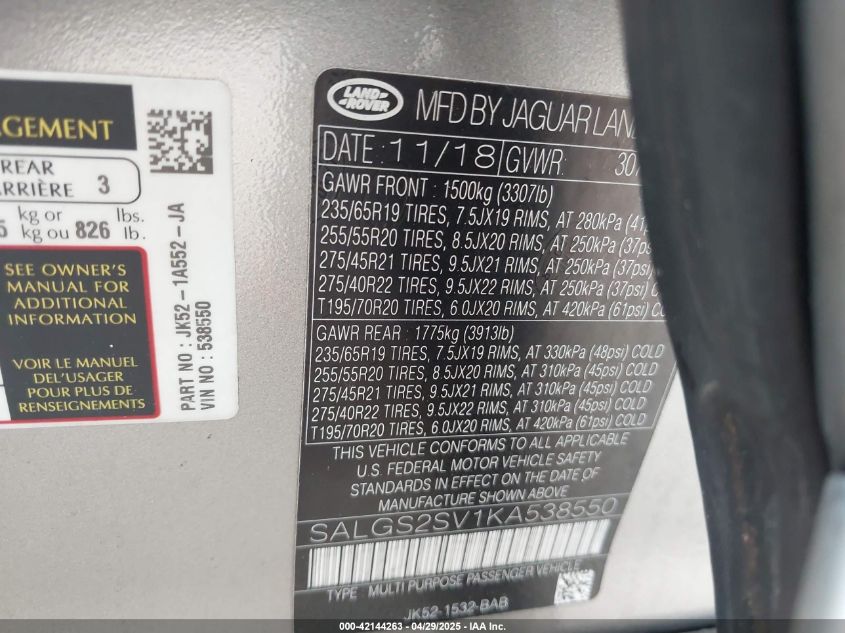 AGEMENT
REAR
ARRIÈRE 3
kg or lbs.
kg ou 826 lb.
SEE OWNER'S
MANUAL FOR
ADDITIONAL
INFORMATION
VOIR LE MANUEL
DEL'USAGER
POUR PLUS DE
RENSEIGNEMENTS
PART NO : JK52-1A552-JA
VIN NO : 538550
LAND-
ROVER
MFD BY JAGUAR LAN
DATE: 11/18 GVWR: 307
GAWR FRONT : 1500kg (3307lb)
235/65R19 TIRES, 7.5JX19 RIMS, AT 280kPa (41
255/55R20 TIRES, 8.5JX20 RIMS, AT 250kPa (37psi
275/45R21 TIRES, 9.5JX21 RIMS, AT 250kPa (37psi)
275/40R22 TIRES, 9.5JX22 RIMS, AT 250kPa (37psi) C
T195/70R20 TIRES, 6.0JX20 RIMS, AT 420kPa (61psi) CO
GAWR REAR : 1775kg (3913lb)
235/65R19 TIRES, 7.5JX19 RIMS, AT 330kPa (48psi) COLD
255/55R20 TIRES, 8.5JX20 RIMS, AT 310kPa (45psi) COLD
275/45R21 TIRES, 9.5JX21 RIMS, AT 310kPa (45psi) COLD
275/40R22 TIRES, 9.5JX22 RIMS, AT 310kPa (45psi) COLD
T195/70R20 TIRES, 6.0JX20 RIMS, AT 420kPa (61psi) COLD
THIS VEHICLE CONFORMS TO ALL APPLICABLE
U.S. FEDERAL MOTOR VEHICLE SAFETY
STANDARDS IN EFFECT ON THE DATE OF
MANUFACTURE SHOWN ABOVE
SALGS2SV1KA538550
TYPE MULTI PURPOSE PASSENGER VEHICLE
JK52-1532-BAB
000-42144263 - 04/29/2025 - IAA Inc.